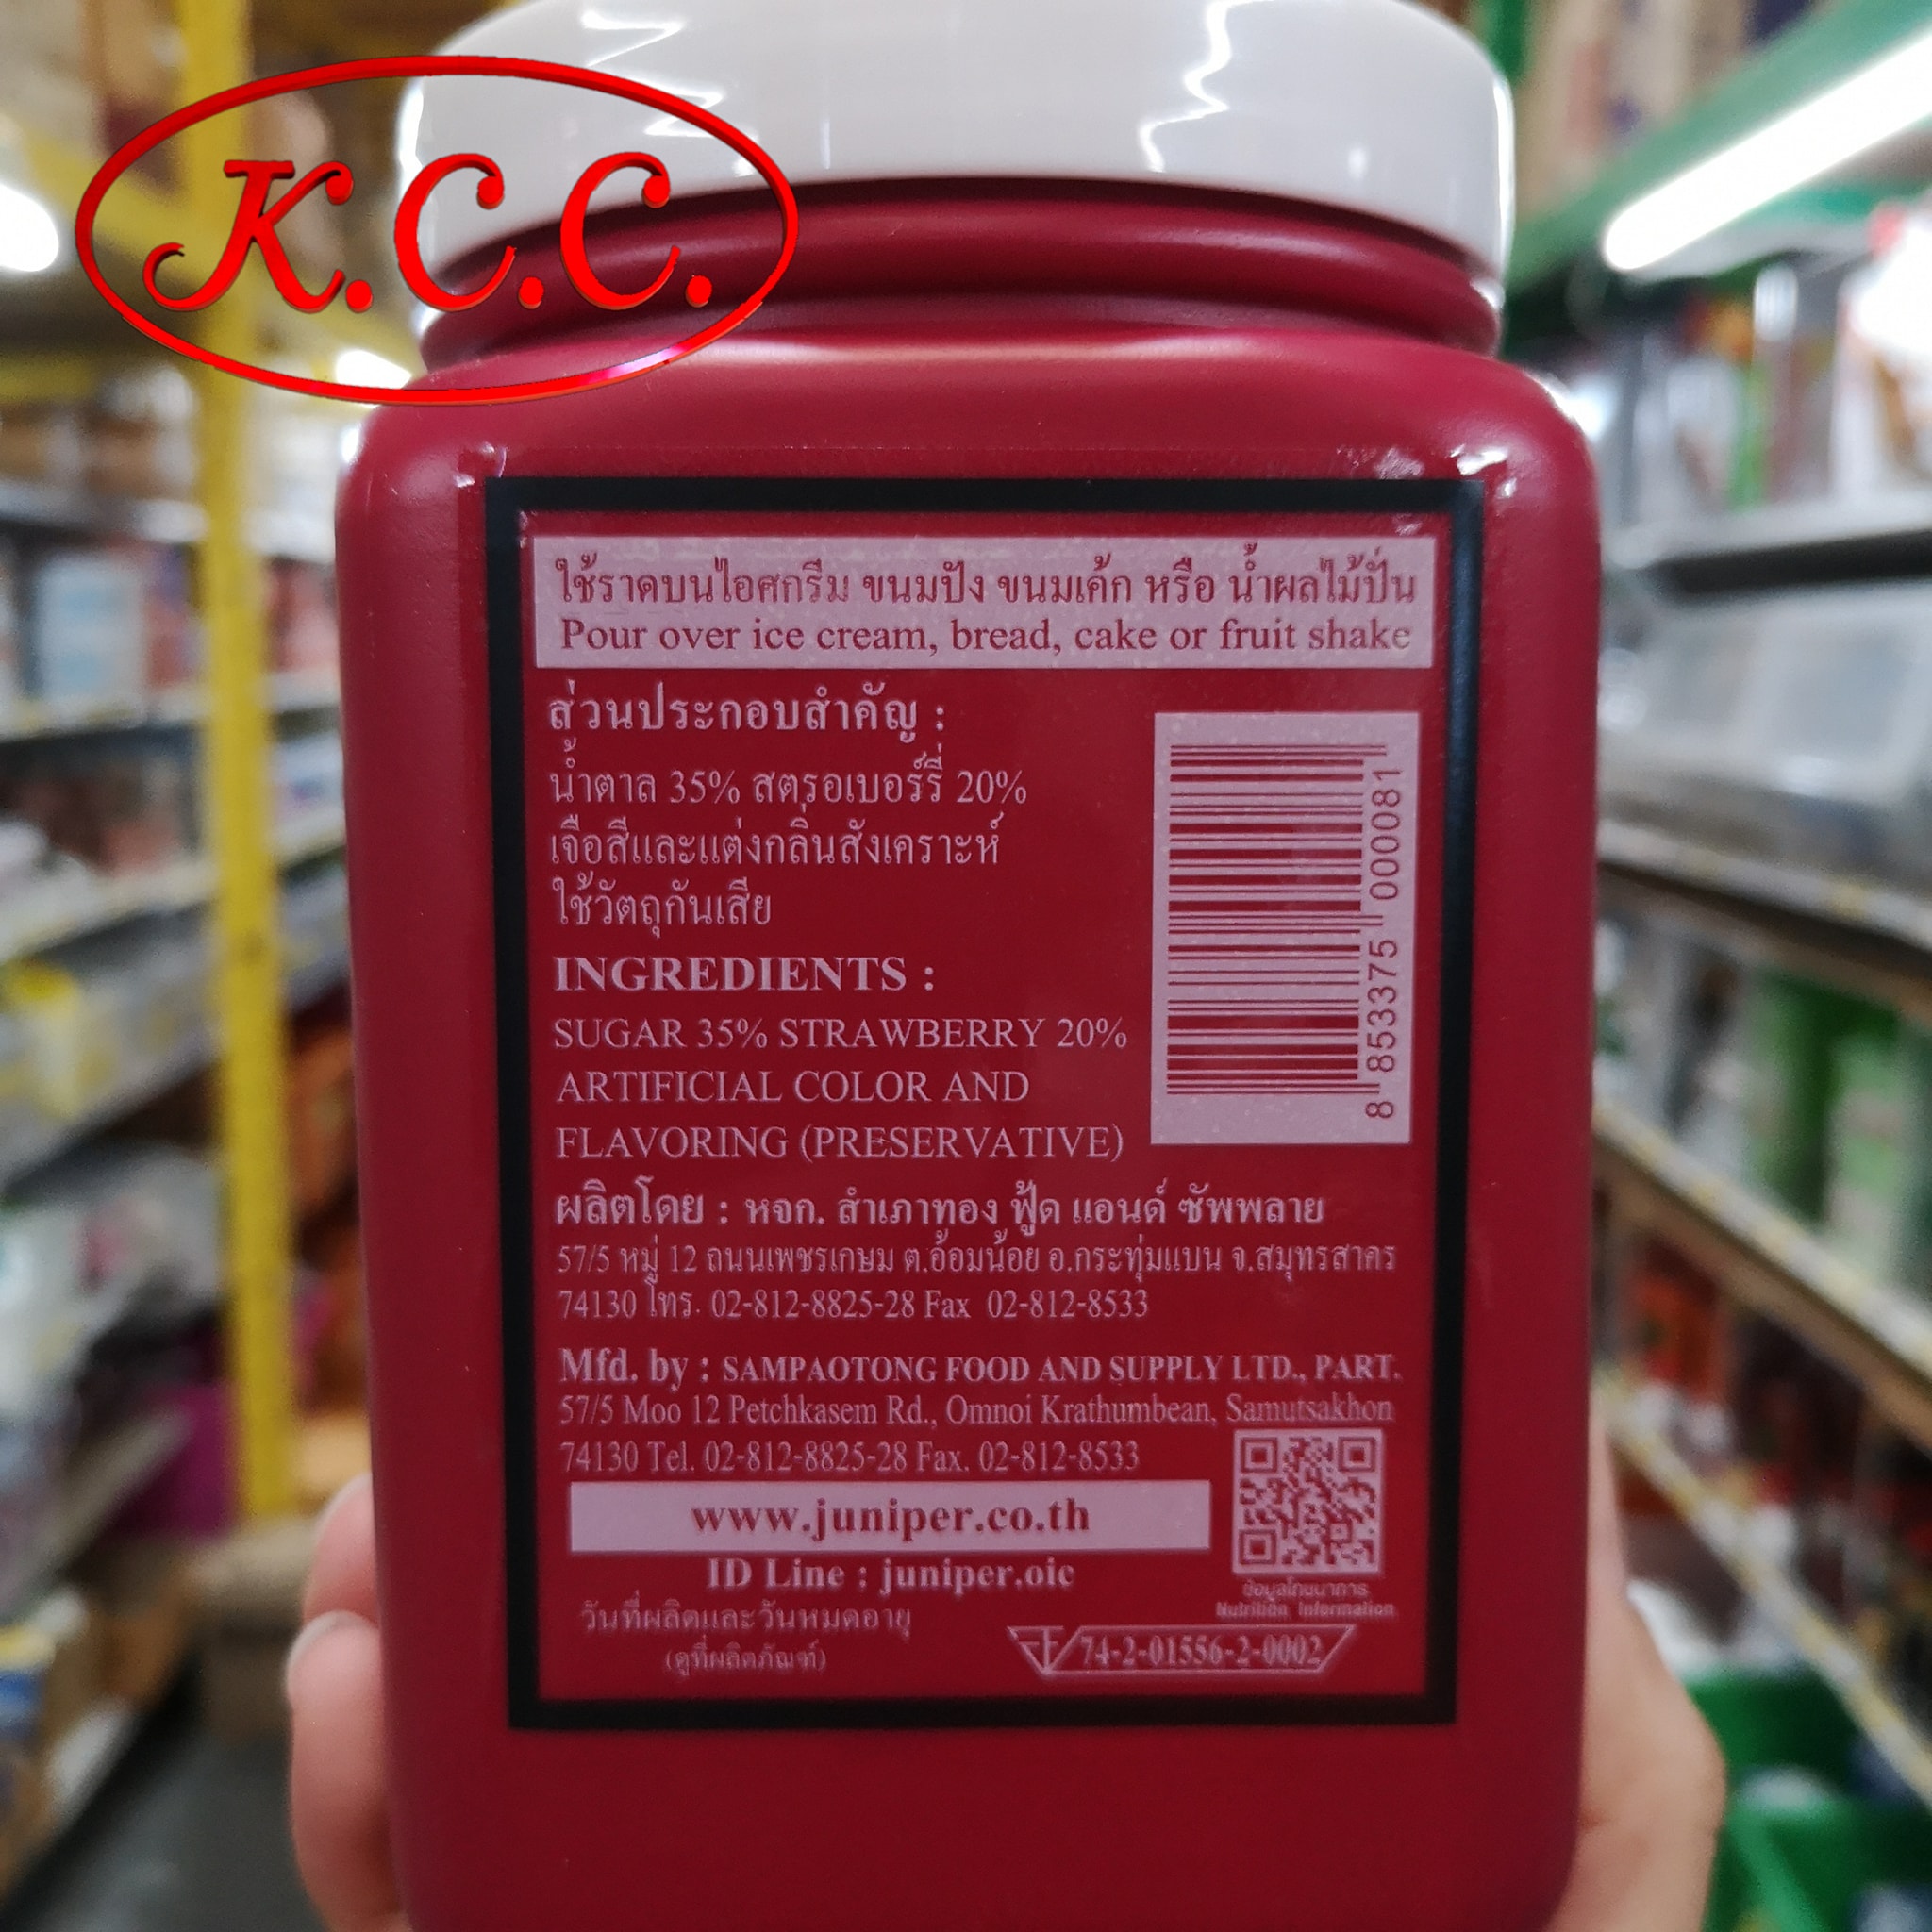 K.C.C.
ใช้ราดบนไอศกรีม ขนมปัง ขนมเค้ก หรือ น้ำผลไม้ปั่น
Pour over ice cream, bread, cake or fruit shake
ส่วนประกอบสำคัญ :
น้ำตาล 35% สตรอเบอร์รี่ 20%
เจือสีและแต่งกลิ่นสังเคราะห์
ใช้วัตถุกันเสีย
INGREDIENTS :
SUGAR 35% STRAWBERRY 20%
ARTIFICIAL COLOR AND
FLAVORING (PRESERVATIVE)
8 853375 000081
ผลิตโดย : หจก. สำเภาทอง ฟู้ด แอนด์ ซัพพลาย
57/5 หมู่ 12 ถนนเพชรเกษม ต.อ้อมน้อย อ.กระทุ่มแบน จ.สมุทรสาคร
74130 โทร. 02-812-8825-28 Fax 02-812-8533
Mfd. by : SAMPAOTONG FOOD AND SUPPLY LTD., PART.
57/5 Moo 12 Petchkasem Rd., Omnoi Krathumbean, Samutsakhon
74130 Tel. 02-812-8825-28 Fax. 02-812-8533
www.juniper.co.th
ID Line : juniper.oic
ข้อมูลโภชนาการ
Nutrition Information
วันที่ผลิตและวันหมดอายุ
(ดูที่ผลิตภัณฑ์)
74-2-01556-2-0002